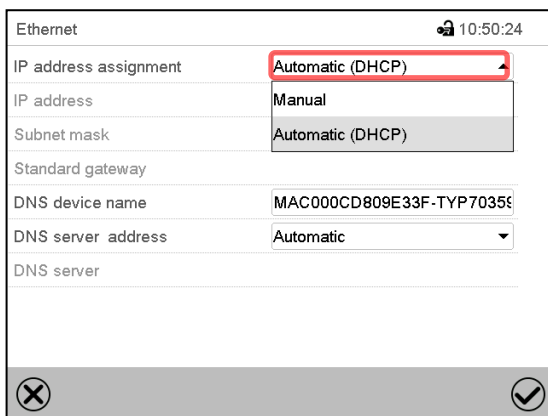 Ethernet 10:50:24
IP address assignment Automatic (DHCP)
IP address Manual
Subnet mask Automatic (DHCP)
Standard gateway
DNS device name MAC000CD809E33F-TYP70359
DNS server address Automatic
DNS server